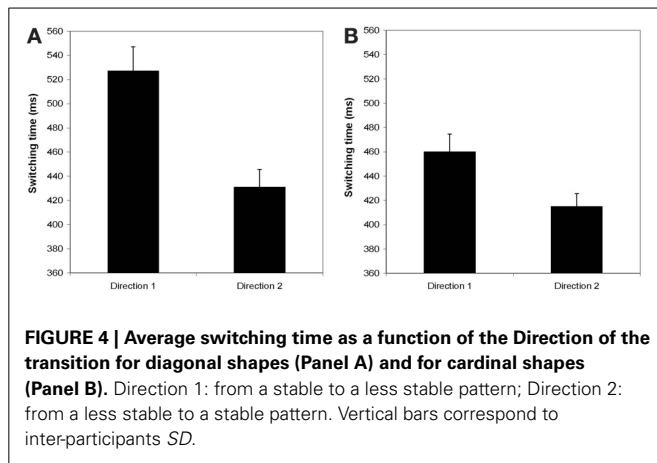 A
Switching time (ms)
560
540
520
500
480
460
440
420
400
380
360
Direction 1
Direction 2
B
Switching time (ms)
560
540
520
500
480
460
440
420
400
380
360
Direction 1
Direction 2
FIGURE 4 | Average switching time as a function of the Direction of the
transition for diagonal shapes (Panel A) and for cardinal shapes
(Panel B). Direction 1: from a stable to a less stable pattern; Direction 2:
from a less stable to a stable pattern. Vertical bars correspond to
inter-participants SD.